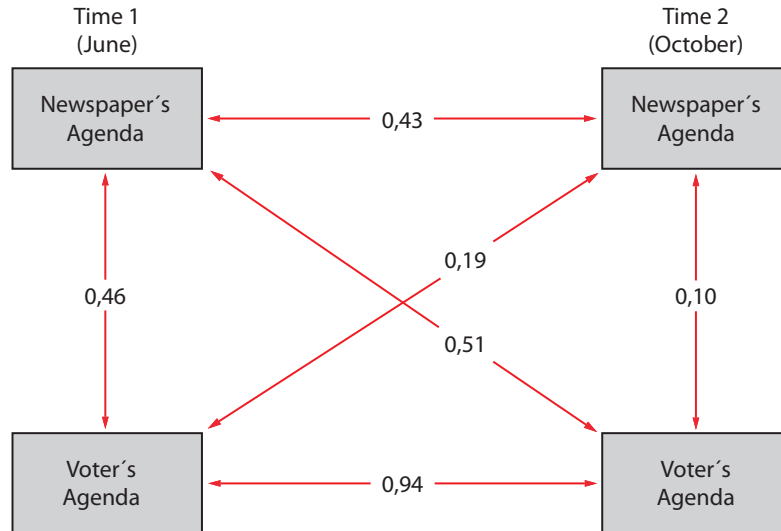 Time 1
(June)
Time 2
(October)
Newspaper´s
Agenda
Newspaper´s
Agenda
0,43
0,19
0,46
0,10
0,51
Voter´s
Agenda
Voter´s
Agenda
0,94